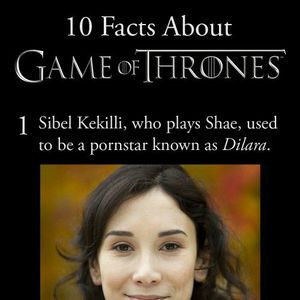 10 Facts About
GAME OF THRONES
1 Sibel Kekilli, who plays Shae, used
to be a pornstar known as Dilara.